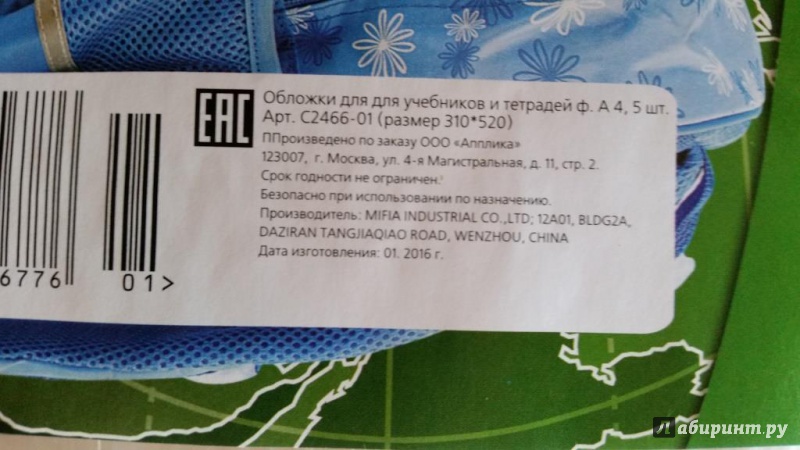 ЕАС
Обложки для для учебников и тетрадей ф. А 4, 5 шт.
Арт. С2466-01 (размер 310*520)
ППроизведено по заказу ООО «Апплика»
123007, г. Москва, ул. 4-я Магистральная, д. 11, стр. 2.
Срок годности не ограничен.
Безопасно при использовании по назначению.
Производитель: MIFIA INDUSTRIAL CO.,LTD; 12A01, BLDG2A,
DAZIRAN TANGJIAQIAO ROAD, WENZHOU, CHINA
Дата изготовления: 01. 2016 г.
6776
01>
Лабиринт.ру